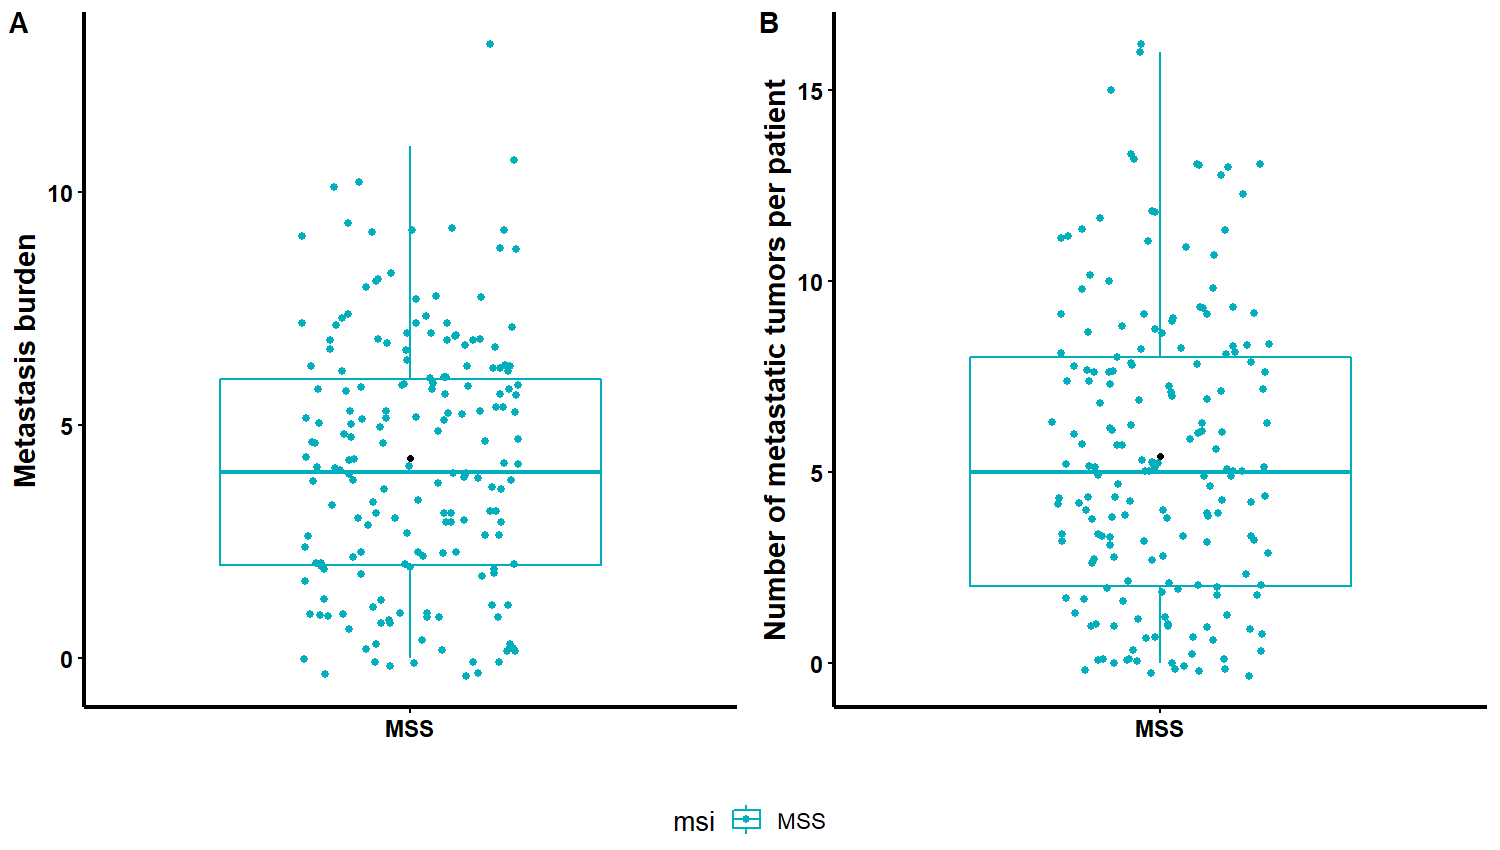 A
Metastasis burden
10
5
0
MSS
B
Number of metastatic tumors per patient
15
10
5
0
MSS
msi MSS